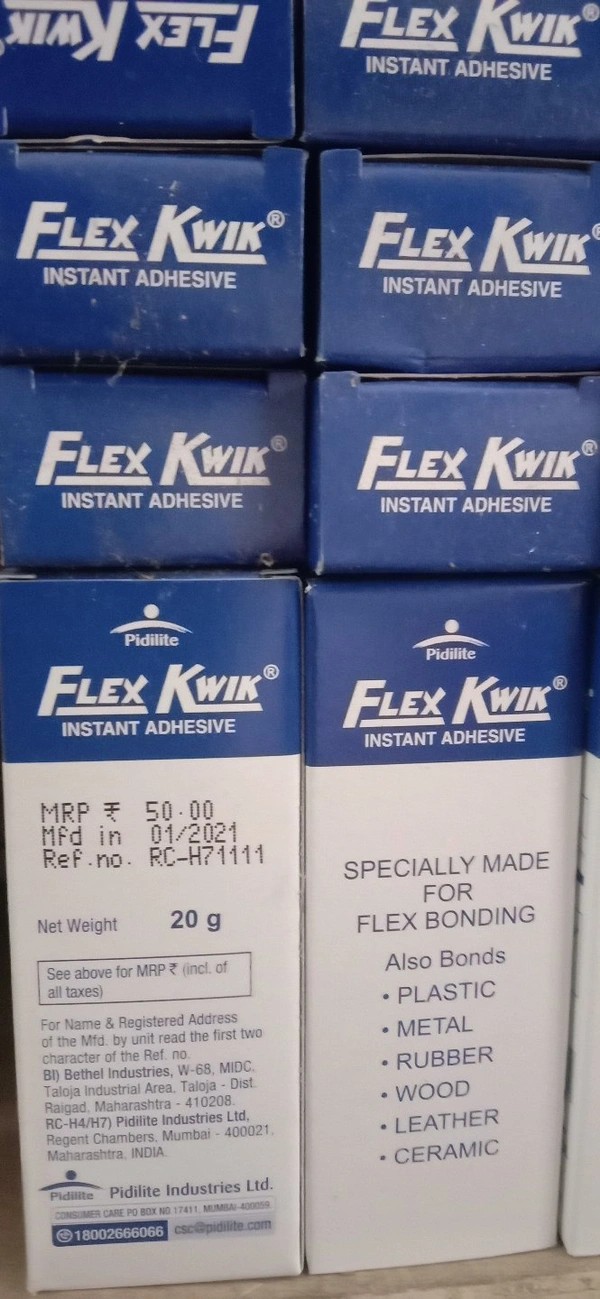 FLEX KWIK
FLEX KWIK®
INSTANT ADHESIVE
FLEX KWIK®
INSTANT ADHESIVE
FLEX KWIK®
INSTANT ADHESIVE
FLEX KWIK®
INSTANT ADHESIVE
FLEX KWIK®
INSTANT ADHESIVE
Pidilite
FLEX KWIK®
INSTANT ADHESIVE
MRP ₹ 50.00
Mfd in 01/2021
Ref.no. RC-H71111
Net Weight 20 g
See above for MRP ₹ (incl. of
all taxes)
For Name & Registered Address
of the Mfd. by unit read the first two
character of the Ref. no.
BI) Bethel Industries, W-68, MIDC,
Taloja Industrial Area, Taloja - Dist.
Raigad, Maharashtra - 410208.
RC-H4/H7) Pidilite Industries Ltd,
Regent Chambers, Mumbai - 400021,
Maharashtra, INDIA.
Pidilite Pidilite Industries Ltd.
CONSUMER CARE PO BOX NO.17411, MUMBAI-400059.
18002666066 csc@pidilite.com
Pidilite
FLEX KWIK®
INSTANT ADHESIVE
SPECIALLY MADE
FOR
FLEX BONDING
Also Bonds
• PLASTIC
• METAL
• RUBBER
• WOOD
• LEATHER
• CERAMIC